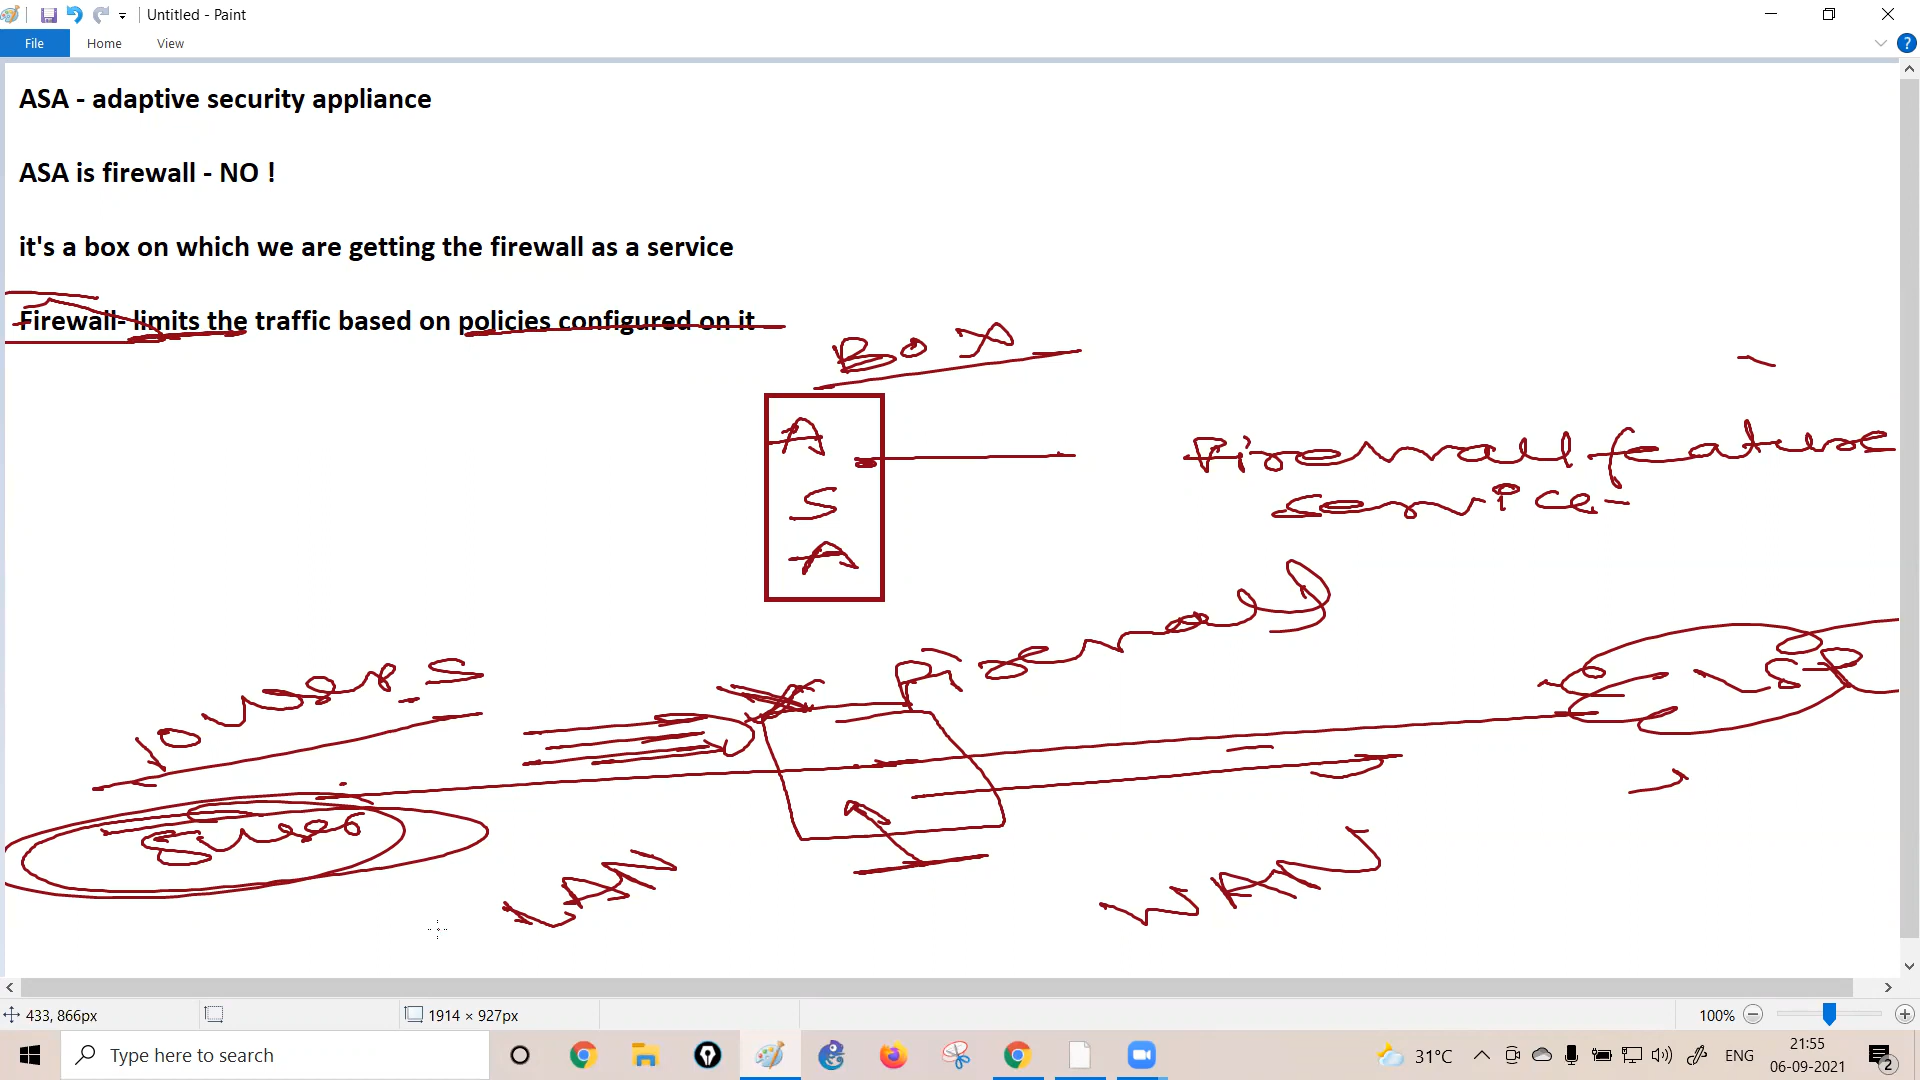 Untitled - Paint
File Home View
ASA - adaptive security appliance
ASA is firewall - NO !
it's a box on which we are getting the firewall as a service
Firewall- limits the traffic based on policies configured on it
Box
A
S
A
Firewall feature
service
Firewall
LAN
WAN
433, 866px
1914 × 927px
100%
Type here to search
31°C
ENG
21:55
06-09-2021
2